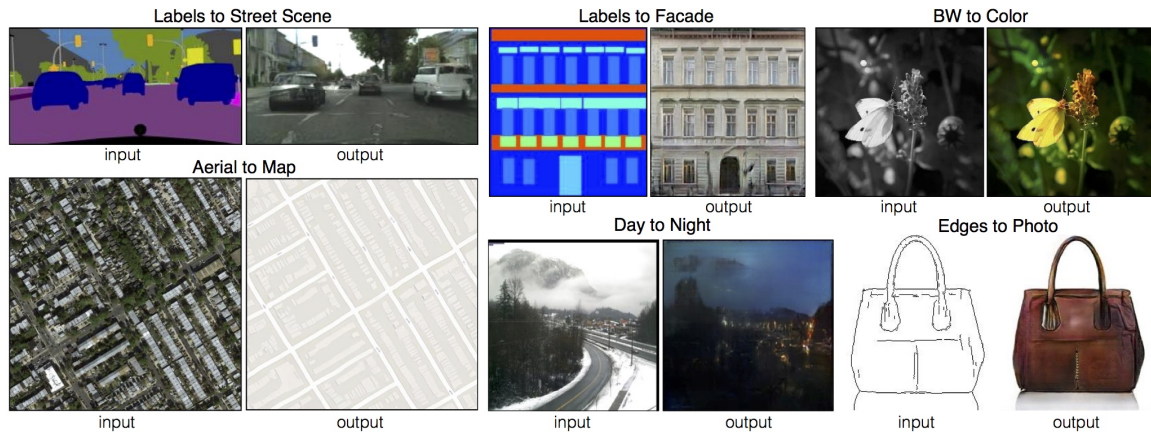 Labels to Street Scene
input
output
Aerial to Map
input
output
Labels to Facade
input
output
BW to Color
input
output
Day to Night
input
output
Edges to Photo
input
output